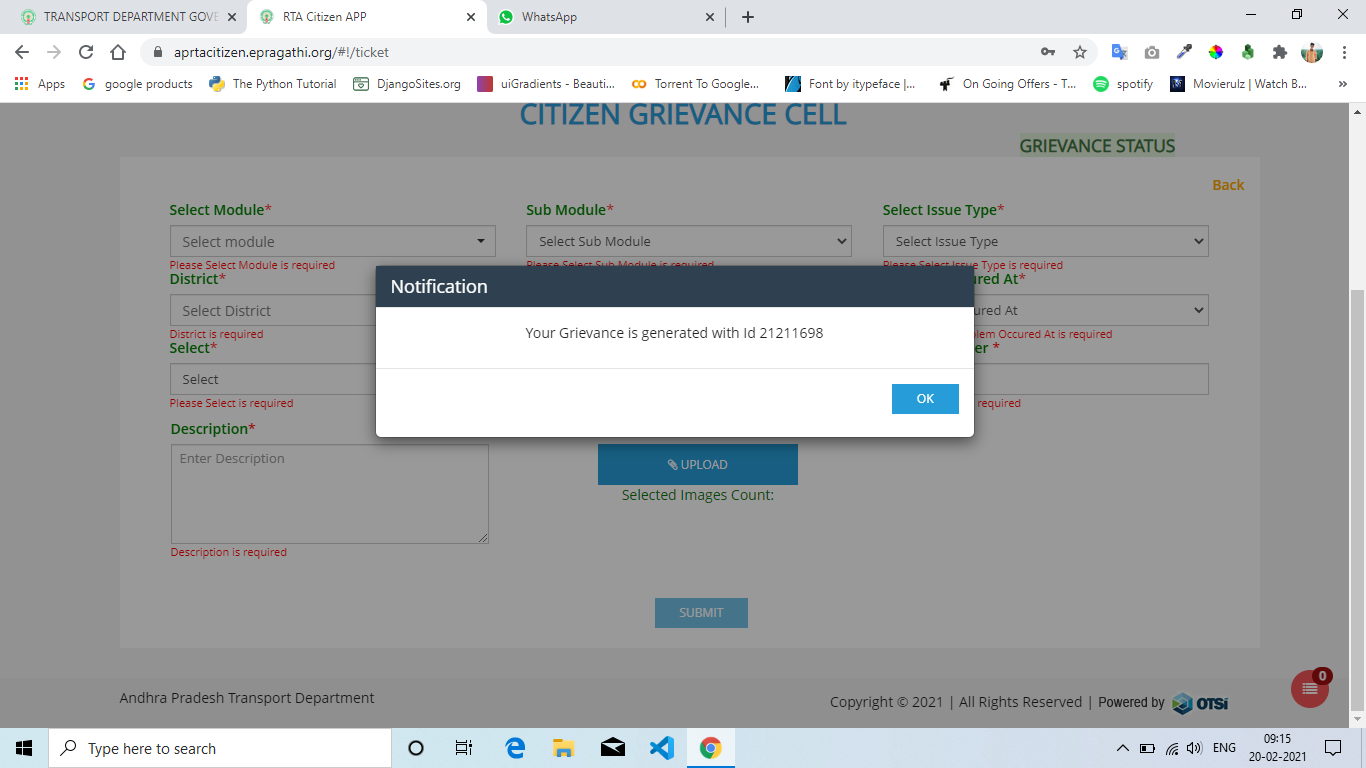 TRANSPORT DEPARTMENT GOVE
RTA Citizen APP
WhatsApp
aprtacitizen.epragathi.org/#!/ticket
Apps
google products
The Python Tutorial
DjangoSites.org
uiGradients - Beauti...
Torrent To Google...
Font by itypeface |...
On Going Offers - T...
spotify
Movierulz | Watch B...
»
CITIZEN GRIEVANCE CELL
GRIEVANCE STATUS
Back
Select Module*
Sub Module*
Select Issue Type*
Select module
Select Sub Module
Select Issue Type
Please Select Module is required
Please Select Sub Module is required
Please Select Issue Type is required
District*
ured At*
Select District
ured At
District is required
lem Occured At is required
Select*
er *
Select
Please Select is required
required
Notification
Your Grievance is generated with Id 21211698
OK
Description*
Enter Description
UPLOAD
Selected Images Count:
Description is required
SUBMIT
0
Andhra Pradesh Transport Department
Copyright © 2021 | All Rights Reserved | Powered by OTSi
Type here to search
ENG
09:15
20-02-2021